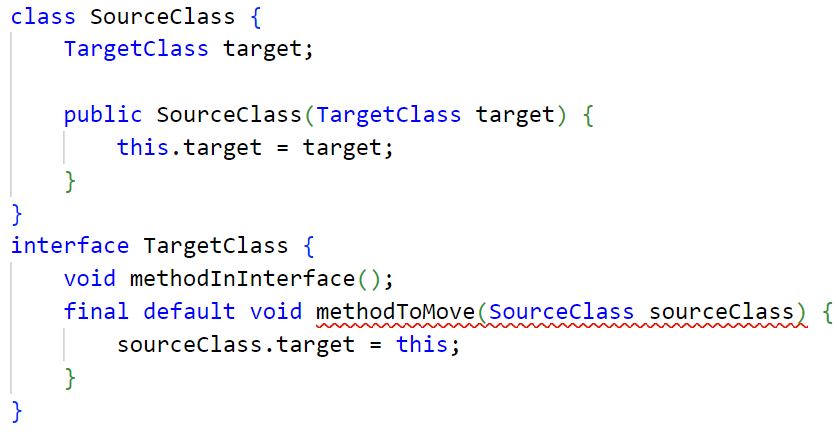 class SourceClass {
    TargetClass target;

    public SourceClass(TargetClass target) {
        this.target = target;
    }
}
interface TargetClass {
    void methodInInterface();
    final default void methodToMove(SourceClass sourceClass) {
        sourceClass.target = this;
    }
}